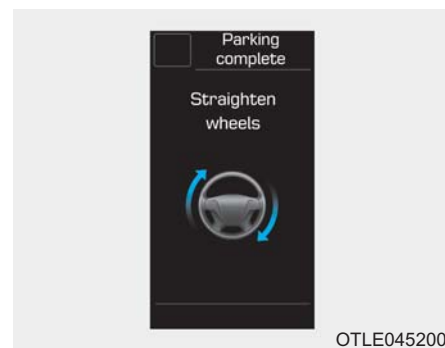 Parking
complete
Straighten
wheels
OTLE045200